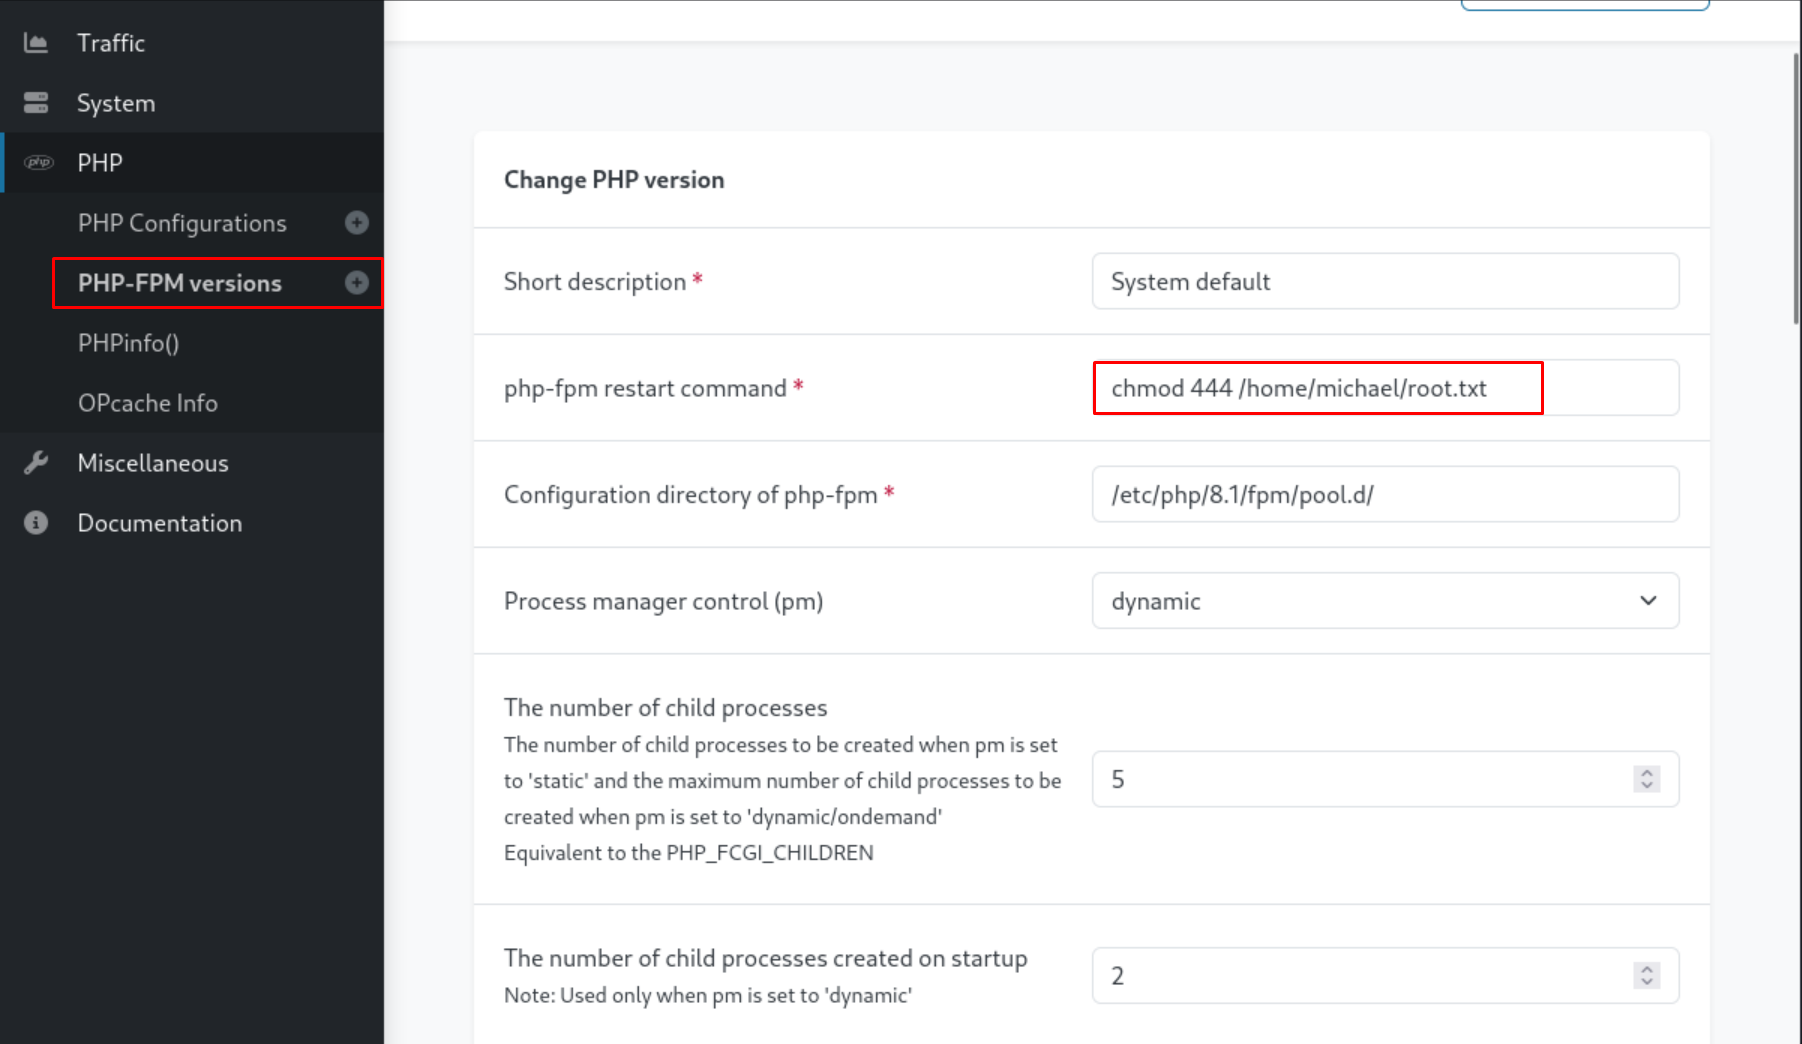 Traffic
System
php
PHP
PHP Configurations
PHP-FPM versions
PHPinfo()
OPcache Info
Miscellaneous
Documentation
Change PHP version
Short description *
System default
php-fpm restart command *
chmod 444 /home/michael/root.txt
Configuration directory of php-fpm *
/etc/php/8.1/fpm/pool.d/
Process manager control (pm)
dynamic
The number of child processes
The number of child processes to be created when pm is set
to 'static' and the maximum number of child processes to be
created when pm is set to 'dynamic/ondemand'
Equivalent to the PHP_FCGI_CHILDREN
5
The number of child processes created on startup
Note: Used only when pm is set to 'dynamic'
2